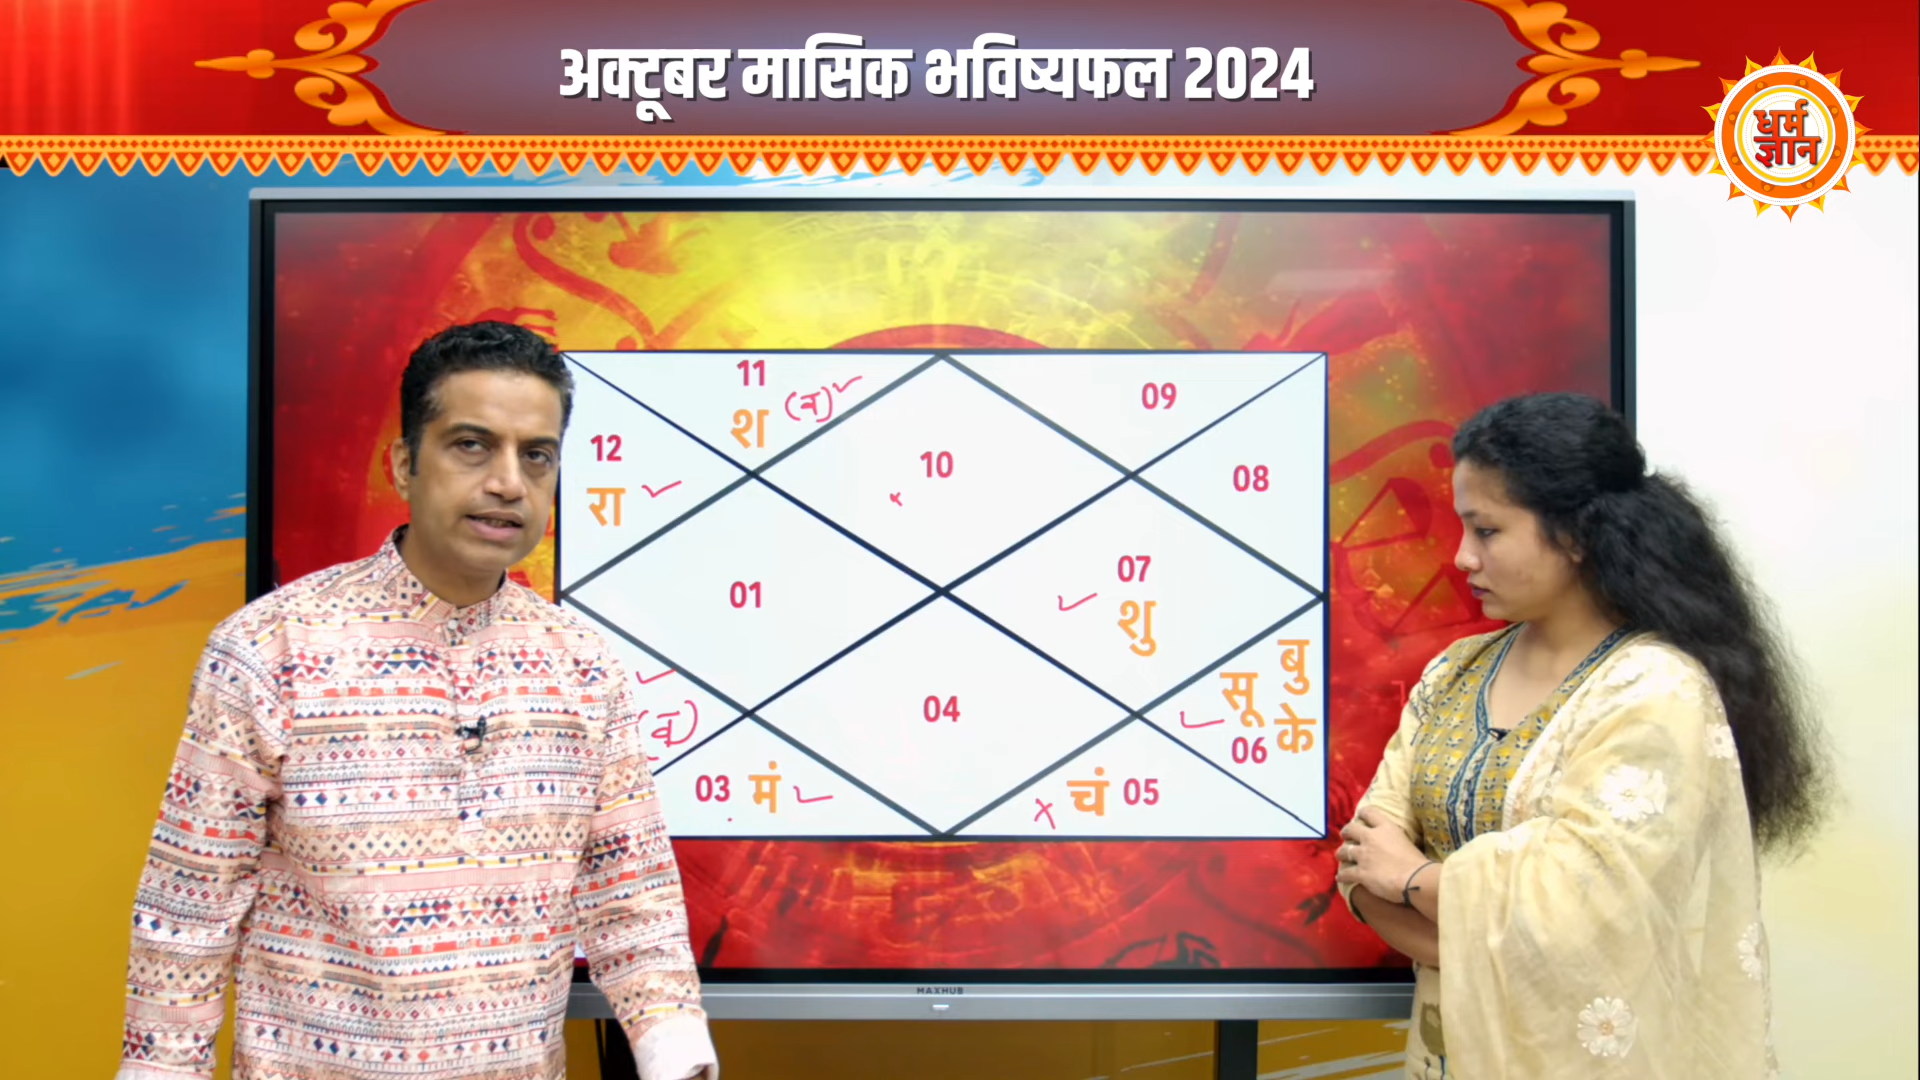 अक्टूबर मासिक भविष्यफल 2024
धर्म
ज्ञान
11
(व)
श
09
12
रा
10
08
01
07
शु
बु
सू
के
06
(व)
04
03 मं
चं 05
MAXHUB